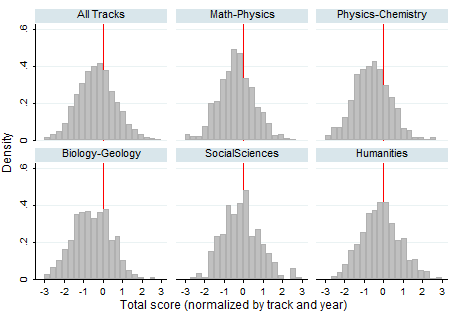 All Tracks Math-Physics Physics-Chemistry
.6
.4
.2
0
Biology-Geology SocialSciences Humanities
.6
.4
.2
0
-3 -2 -1 0 1 2 3 -3 -2 -1 0 1 2 3 -3 -2 -1 0 1 2 3
Density
Total score (normalized by track and year)